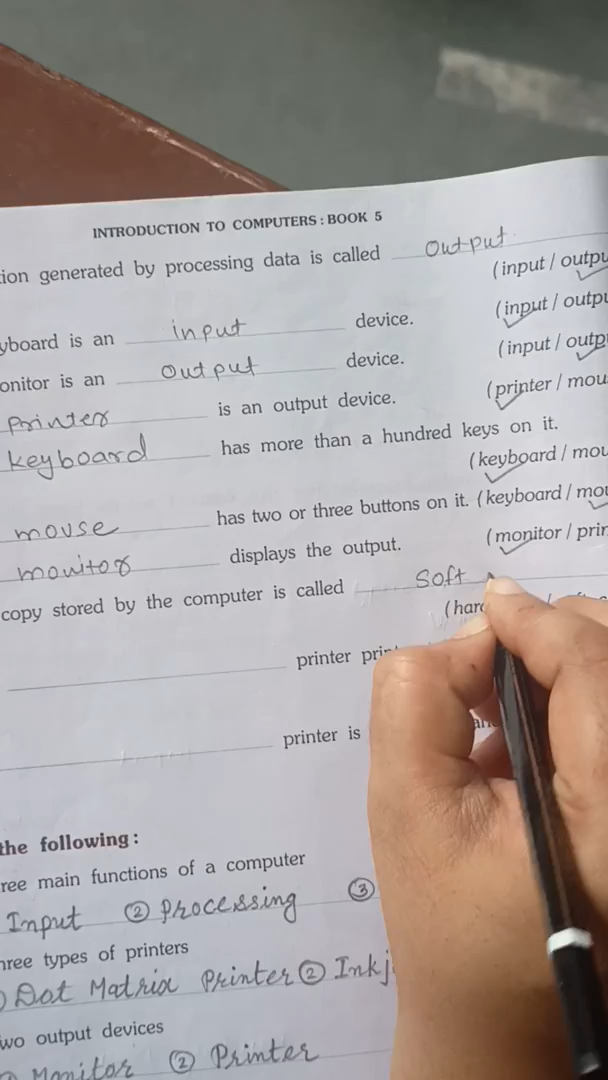 INTRODUCTION TO COMPUTERS : BOOK 5
tion generated by processing data is called output.
(input / outpu
yboard is an input device. (input / outpu
onitor is an output device. (input / outp
printer is an output device. (printer / mou
keyboard has more than a hundred keys on it.
(keyboard / mou
mouse has two or three buttons on it. (keyboard / mou
monitor displays the output. (monitor / prin
copy stored by the computer is called Soft
(hard
printer prin
printer is
the following :
ree main functions of a computer
Input ② Processing ③
hree types of printers
Dot Matrix Printer ② Inkj
wo output devices
Monitor ② Printer